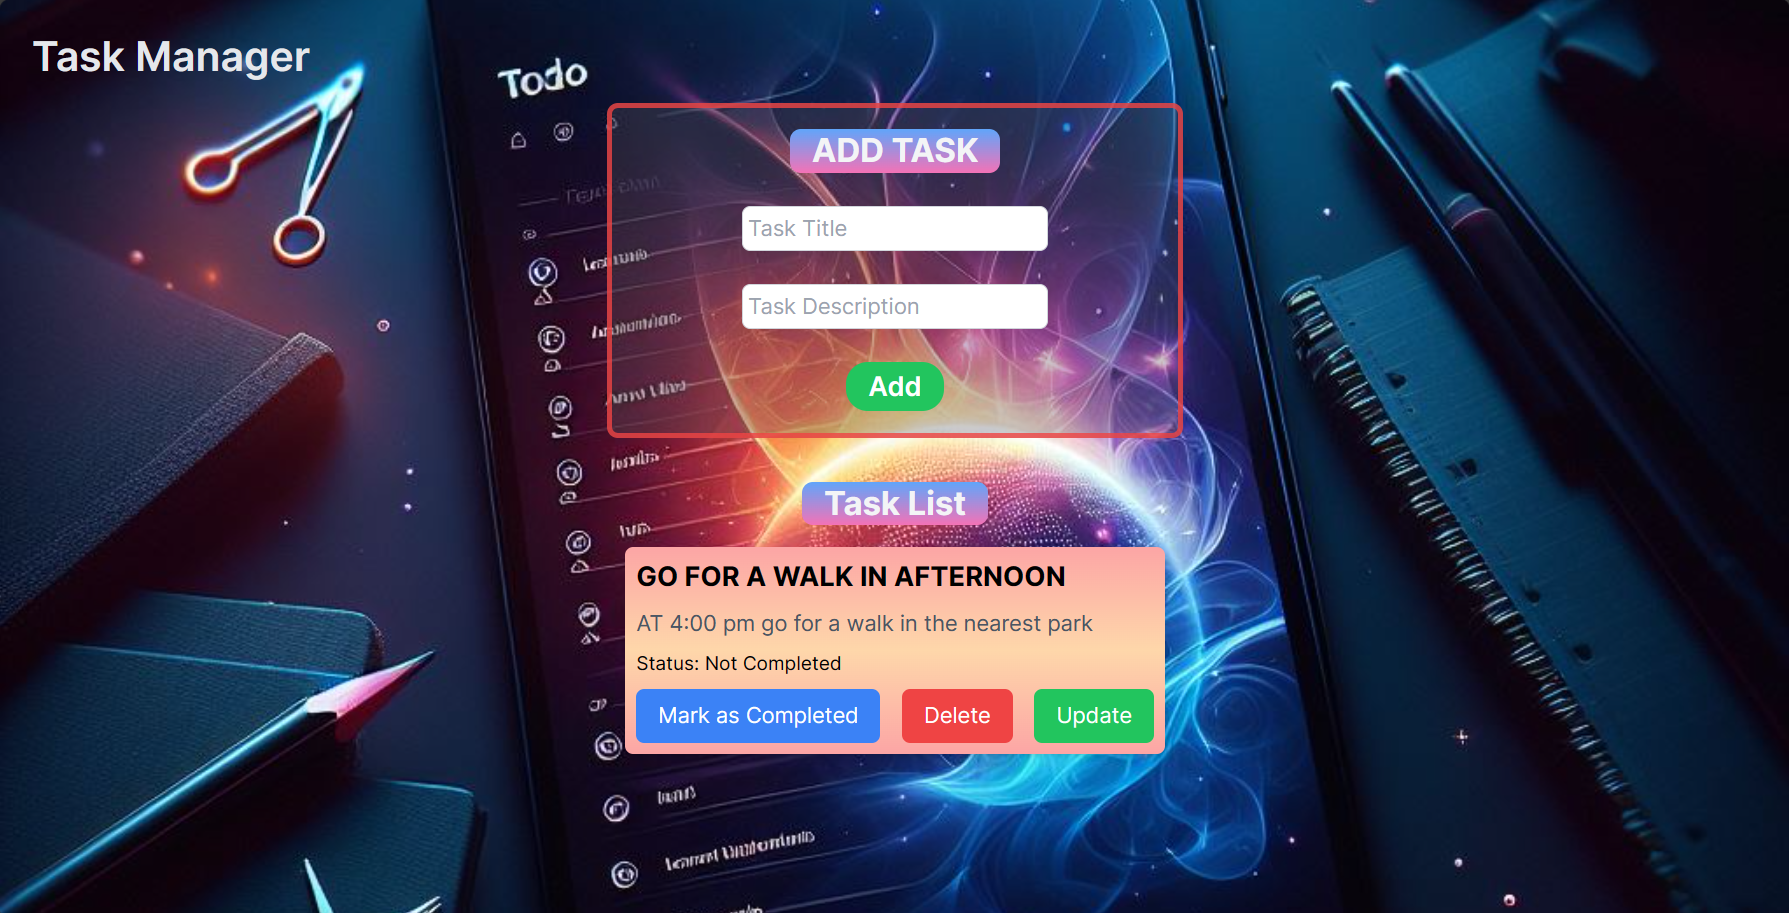 Task Manager
Todo
ADD TASK
Task Title
Task Description
Add
Task List
GO FOR A WALK IN AFTERNOON
AT 4:00 pm go for a walk in the nearest park
Status: Not Completed
Mark as Completed
Delete
Update